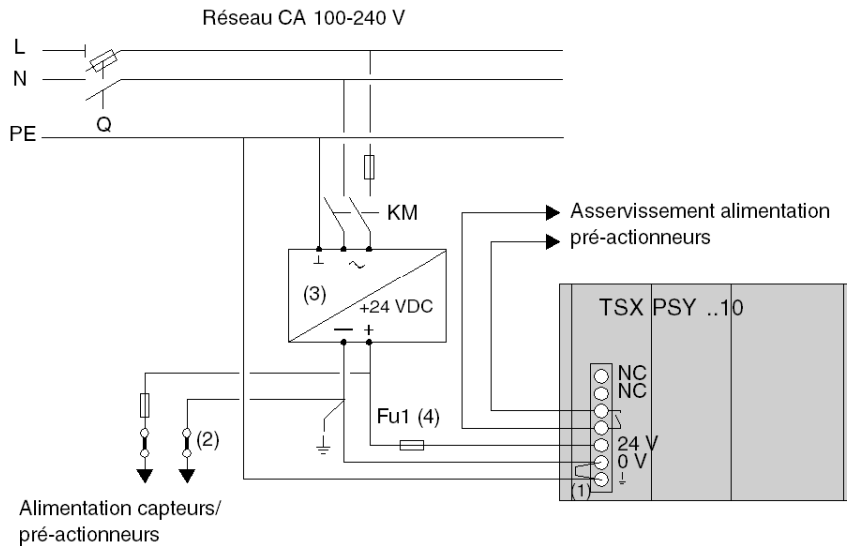 Réseau CA 100-240 V
L
N
Q
PE
KM
Asservissement alimentation
pré-actionneurs
(3)
+24 VDC
— +
TSX PSY ..10
NC
NC
Fu1 (4)
(2)
24 V
0 V
(1)
Alimentation capteurs/
pré-actionneurs